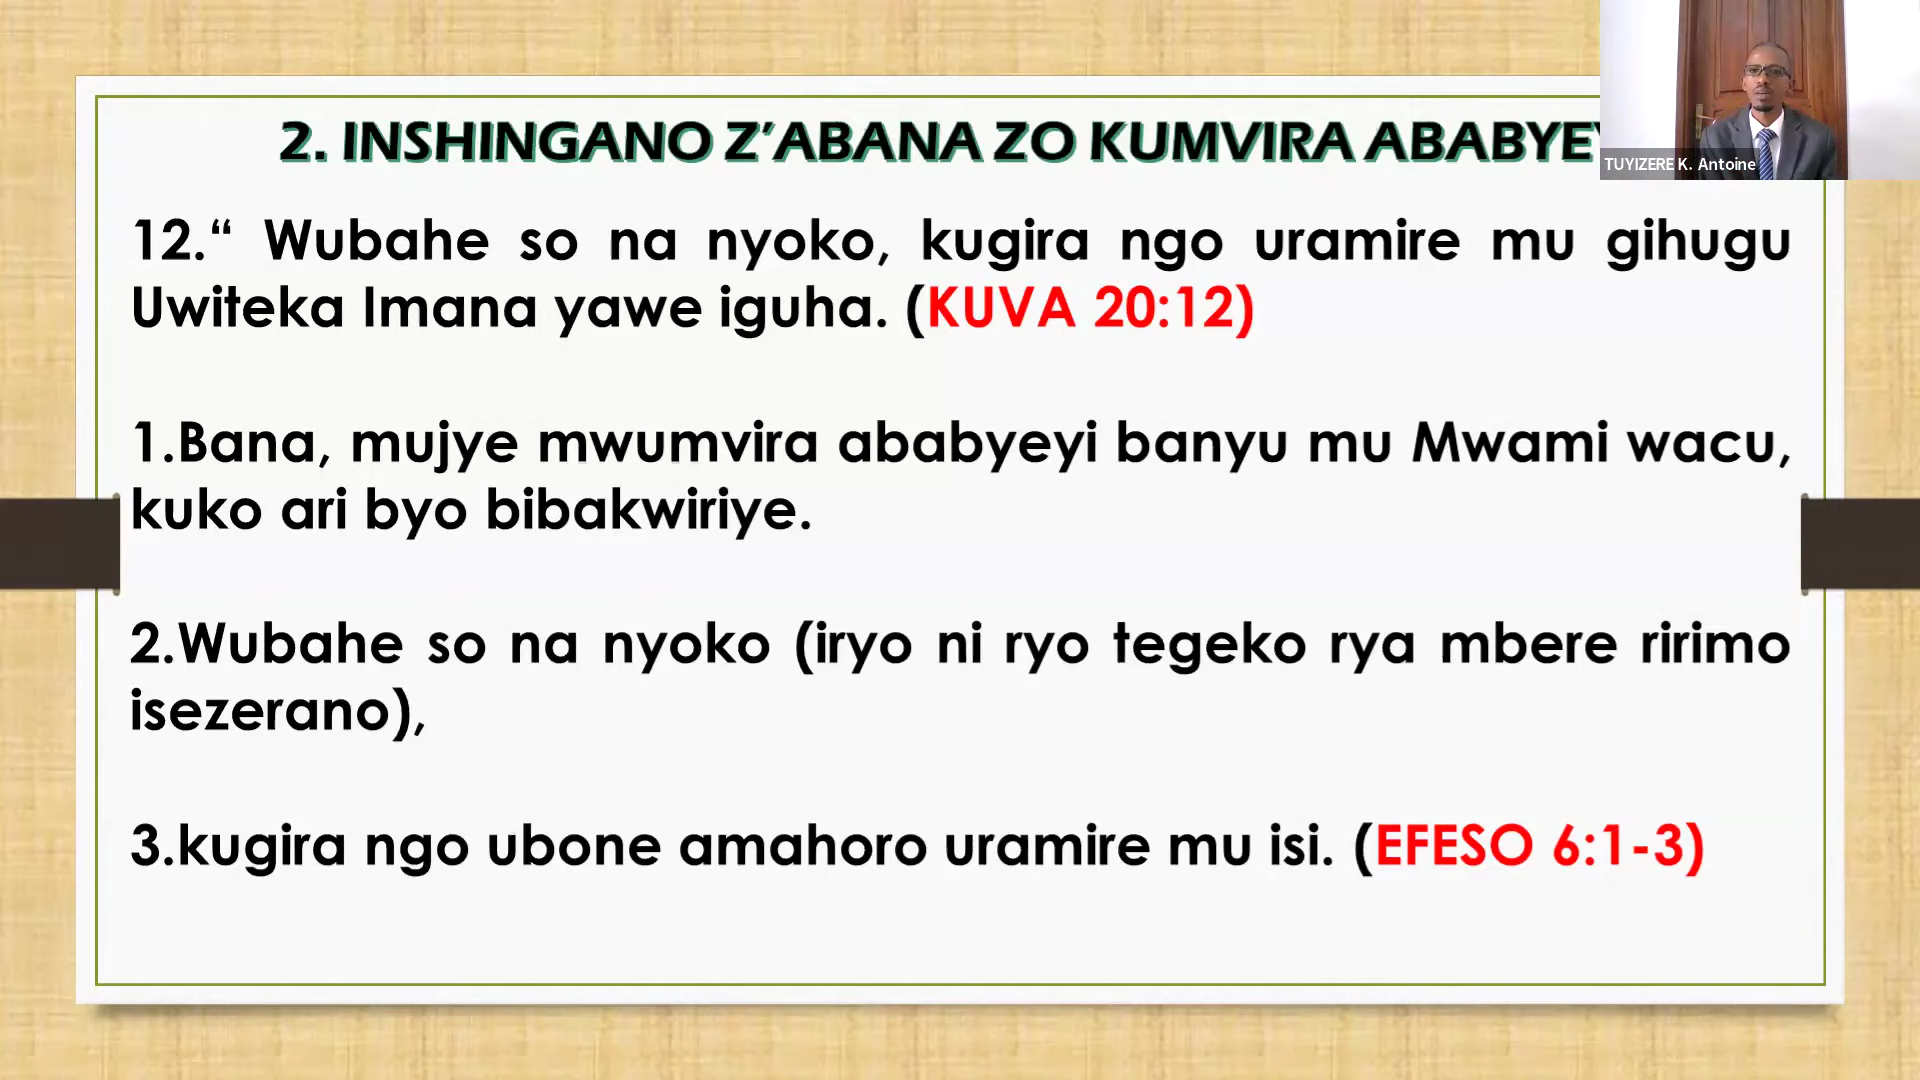 2. INSHINGANO Z’ABANA ZO KUMVIRA
TUYIZERE K. Antoine
12.“ Wubahe so na nyoko, kugira ngo uramire mu gihugu
Uwiteka Imana yawe iguha. (KUVA 20:12)
1.Bana, mujye mwumvira ababyeyi banyu mu Mwami wacu,
kuko ari byo bibakwiriye.
2.Wubahe so na nyoko (iryo ni ryo tegeko rya mbere ririmo
isezerano),
3.kugira ngo ubone amahoro uramire mu isi. (EFESO 6:1-3)